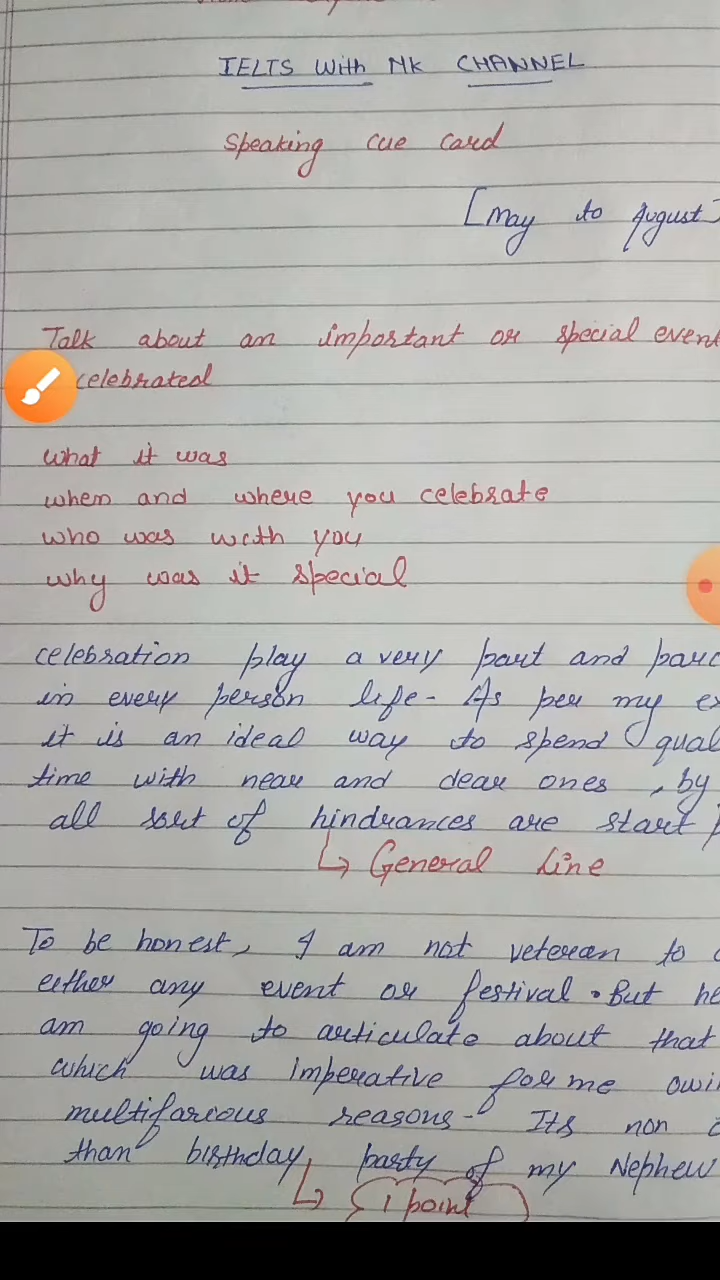 IELTS With NK CHANNEL
Speaking cue card
[May to August]
Talk about an important or special event
celebrated
what it was
when and where you celebrate
who was with you
why was it special
celebration play a very part and parc
in every person life - As per my ex
it is an ideal way to spend qual
time with near and dear ones, by
all sort of hindrances are start
General Line
To be honest, I am not veteran to
either any event or festival. But he
am going to articulate about that
which was imperative for me owi
multifarious reasons - Its non
than birthday party of my Nephew
1 point